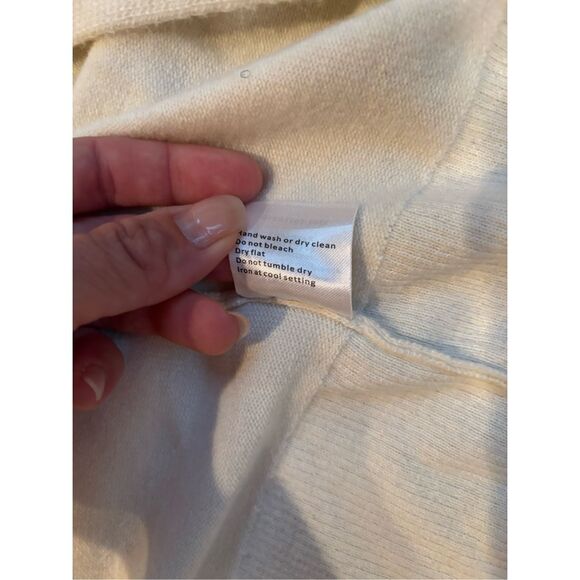 Hand wash or dry clean
Do not bleach
Dry flat
Do not tumble dry
Iron at cool setting